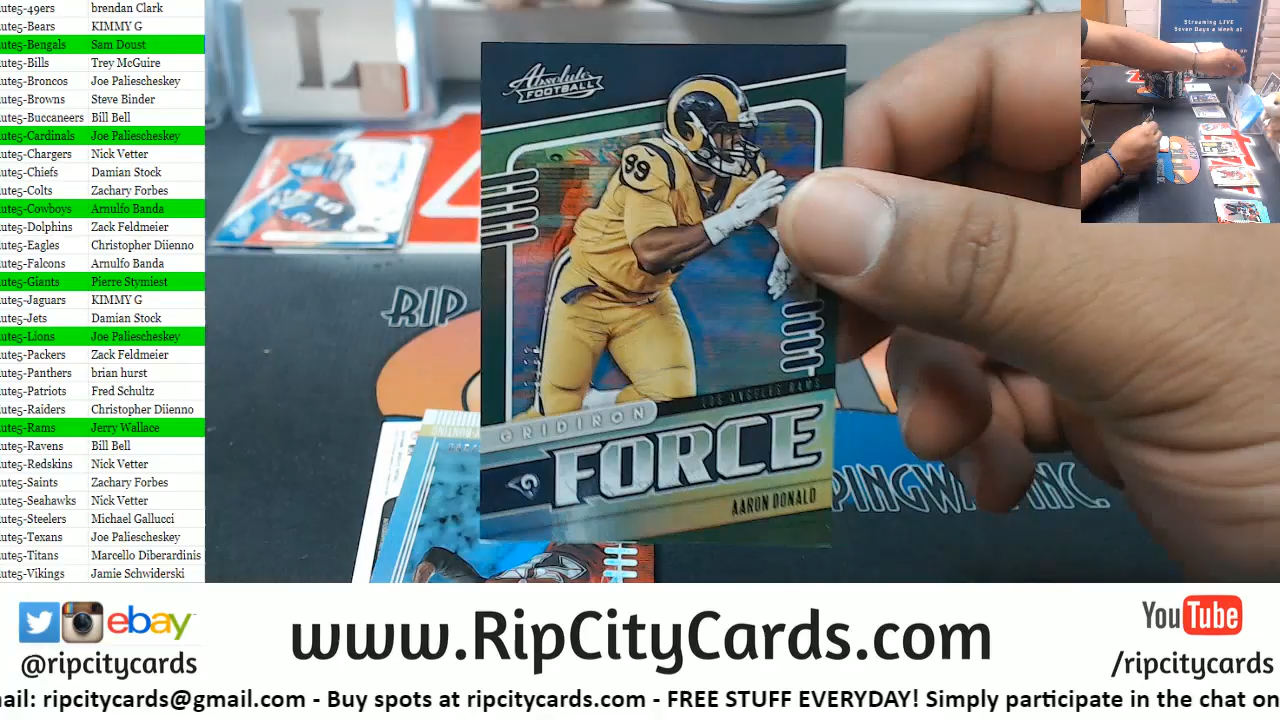 ute5-49ers brendan Clark
ute5-Bears KIMMY G
ute5-Bengals Sam Doust
ute5-Bills Trey McGuire
ute5-Broncos Joe Paliescheskey
ute5-Browns Steve Binder
ute5-Buccaneers Bill Bell
ute5-Cardinals Joe Paliescheskey
ute5-Chargers Nick Vetter
ute5-Chiefs Damian Stock
ute5-Colts Zachary Forbes
ute5-Cowboys Arnulfo Banda
ute5-Dolphins Zack Feldmeier
ute5-Eagles Christopher Diienno
ute5-Falcons Arnulfo Banda
ute5-Giants Pierre Stymiest
ute5-Jaguars KIMMY G
ute5-Jets Damian Stock
ute5-Lions Joe Paliescheskey
ute5-Packers Zack Feldmeier
ute5-Panthers brian hurst
ute5-Patriots Fred Schultz
ute5-Raiders Christopher Diienno
ute5-Rams Jerry Wallace
ute5-Ravens Bill Bell
ute5-Redskins Nick Vetter
ute5-Saints Zachary Forbes
ute5-Seahawks Nick Vetter
ute5-Steelers Michael Gallucci
ute5-Texans Joe Paliescheskey
ute5-Titans Marcello Diberardinis
ute5-Vikings Jamie Schwiderski
Absolute
FOOTBALL
99
LOS ANGELES RAMS
GRIDIRON
FORCE
AARON DONALD
RIP
PINGWA INC.
Streaming LIVE
Seven Days a Week at
ebay
@ripcitycards
www.RipCityCards.com
YouTube
/ripcitycards
ail: ripcitycards@gmail.com - Buy spots at ripcitycards.com - FREE STUFF EVERYDAY! Simply participate in the chat on